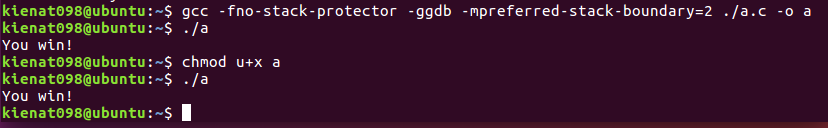 kienat098@ubuntu:~$ gcc -fno-stack-protector -ggdb -mpreferred-stack-boundary=2 ./a.c -o a
kienat098@ubuntu:~$ ./a
You win!
kienat098@ubuntu:~$ chmod u+x a
kienat098@ubuntu:~$ ./a
You win!
kienat098@ubuntu:~$